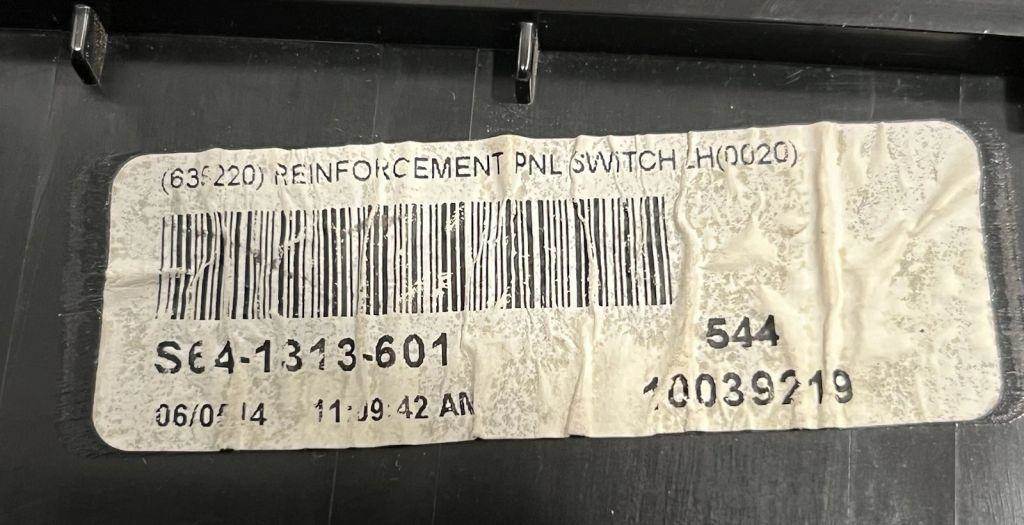 REINFORCEMENT PNL SWITCH LH(0020)
S64-1313-601
544
10039219
11:09:42 AM